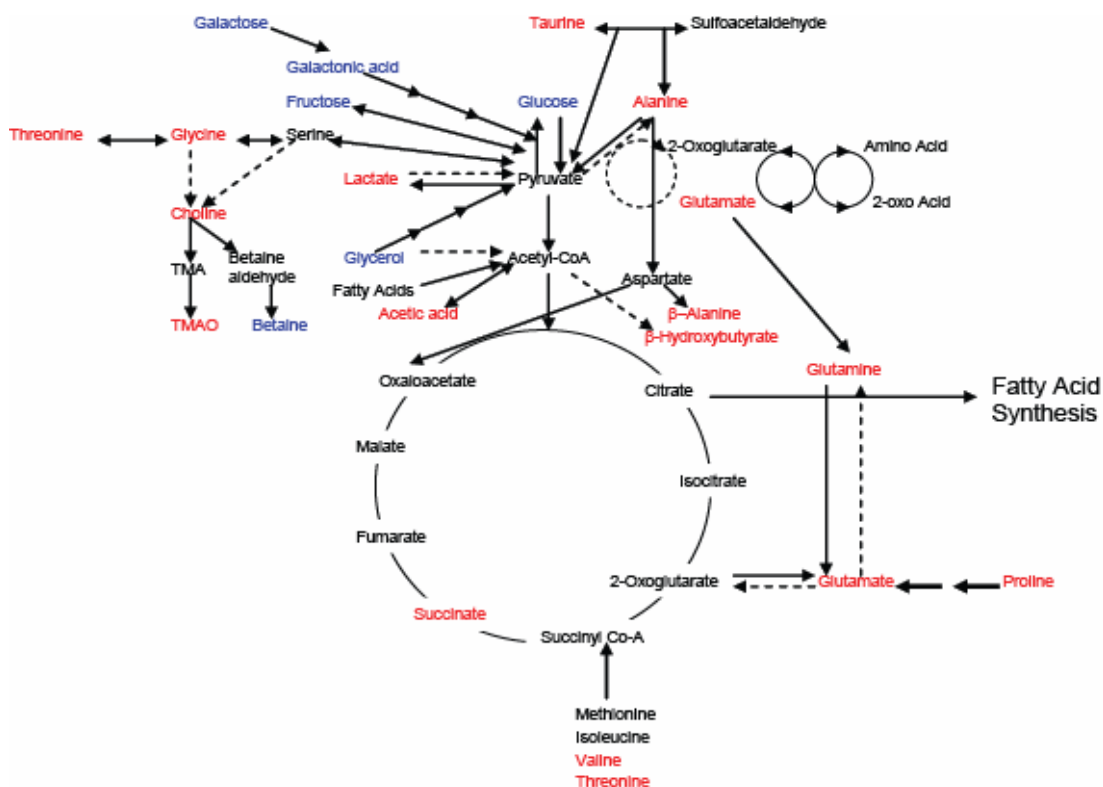 Galactose
Taurine
Sulfoacetaldehyde
Galactonic acid
Fructose
Glucose
Alanine
Threonine
Glycine
Serine
2-Oxoglutarate
Amino Acid
Lactate
Pyruvate
Glutamate
2-oxo Acid
Choline
Glycerol
Acetyl-CoA
TMA
Betaine
aldehyde
Fatty Acids
Aspartate
Acetic acid
β-Alanine
TMAO
Betaine
β-Hydroxybutyrate
Oxaloacetate
Citrate
Glutamine
Fatty Acid
Synthesis
Malate
Isocitrate
Fumarate
2-Oxoglutarate
Glutamate
Proline
Succinate
Succinyl Co-A
Methionine
Isoleucine
Valine
Threonine